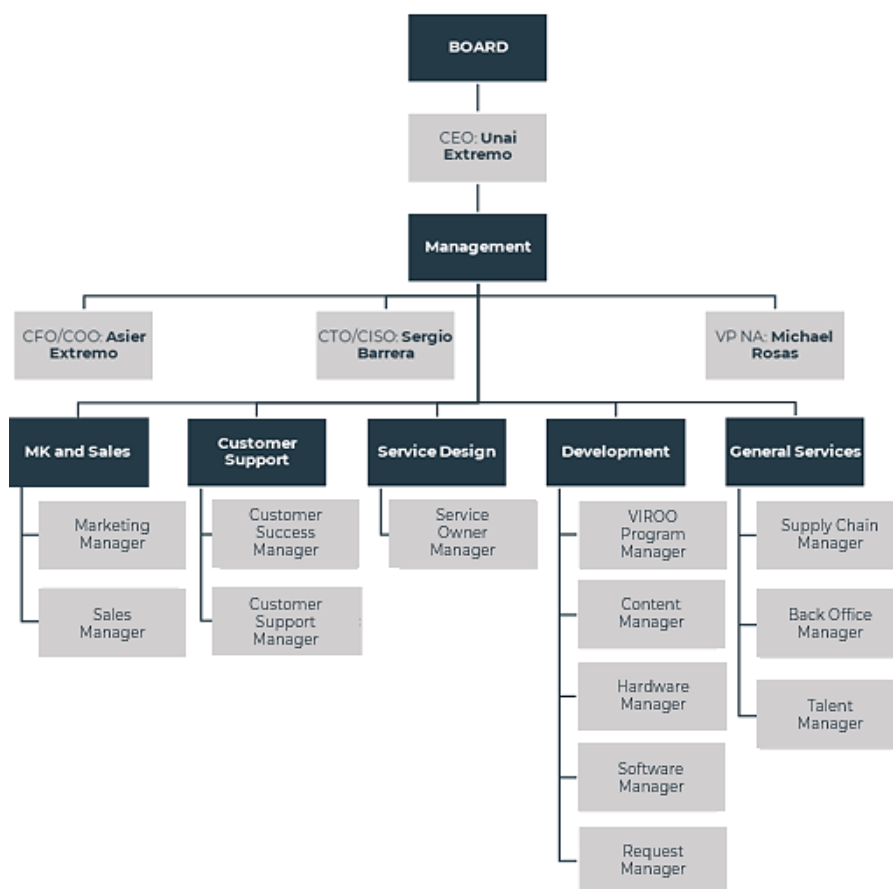 BOARD
CEO: Unai
Extremo
Management
CFO/COO: Asier
Extremo
CTO/CISO: Sergio
Barrera
VP NA: Michael
Rosas
MK and Sales
Customer
Support
Service Design
Development
General Services
Marketing
Manager
Sales
Manager
Customer
Success
Manager
Customer
Support
Manager
Service
Owner
Manager
VIROO
Program
Manager
Content
Manager
Hardware
Manager
Software
Manager
Request
Manager
Supply Chain
Manager
Back Office
Manager
Talent
Manager